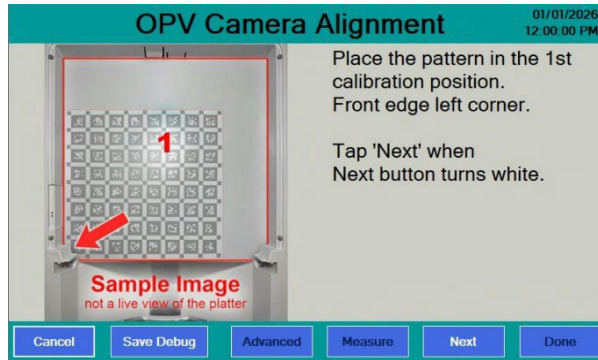 OPV Camera Alignment
01/01/2026
12:00:00 PM
Place the pattern in the 1st
calibration position.
Front edge left corner.
Tap 'Next' when
Next button turns white.
1
Sample Image
not a live view of the platter
Cancel
Save Debug
Advanced
Measure
Next
Done